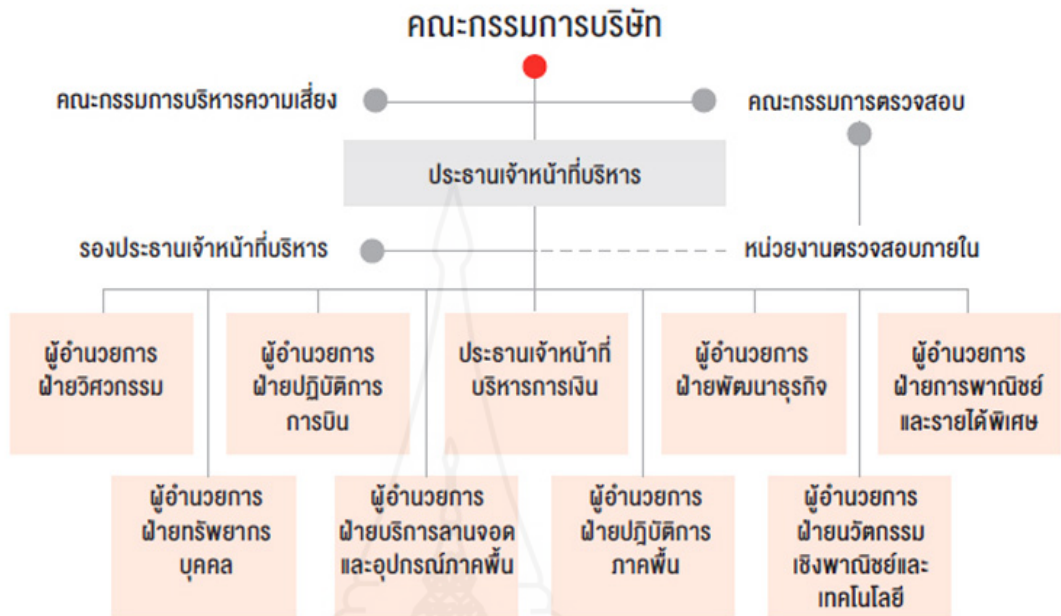 คณะกรรมการบริษัท
คณะกรรมการบริหารความเสี่ยง
คณะกรรมการตรวจสอบ
ประธานเจ้าหน้าที่บริหาร
รองประธานเจ้าหน้าที่บริหาร
หน่วยงานตรวจสอบภายใน
ผู้อำนวยการ
ฝ่ายวิศวกรรม
ผู้อำนวยการ
ฝ่ายปฏิบัติการ
การบิน
ประธานเจ้าหน้าที่
บริหารการเงิน
ผู้อำนวยการ
ฝ่ายพัฒนาธุรกิจ
ผู้อำนวยการ
ฝ่ายการพาณิชย์
และรายได้พิเศษ
ผู้อำนวยการ
ฝ่ายทรัพยากร
บุคคล
ผู้อำนวยการ
ฝ่ายบริการลานจอด
และอุปกรณ์ภาคพื้น
ผู้อำนวยการ
ฝ่ายปฎิบัติการ
ภาคพื้น
ผู้อำนวยการ
ฝ่ายนวัตกรรม
เชิงพาณิชย์และ
เทคโนโลยี